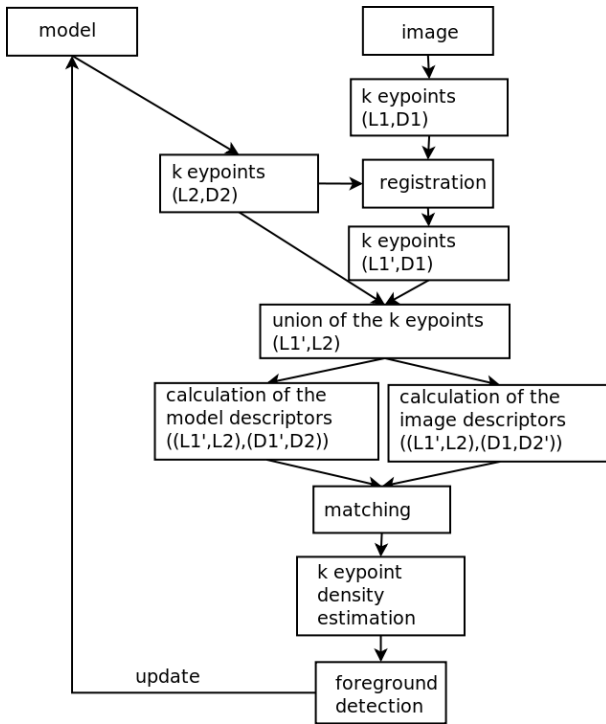 model
image
k eypoints
(L1,D1)
k eypoints
(L2,D2)
registration
k eypoints
(L1',D1)
union of the k eypoints
(L1',L2)
calculation of the
model descriptors
((L1',L2),(D1',D2))
calculation of the
image descriptors
((L1',L2),(D1,D2'))
matching
k eypoint
density
estimation
update
foreground
detection